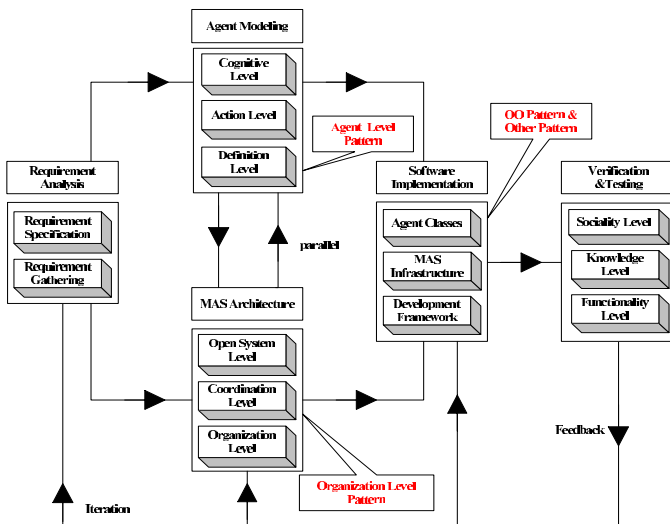 Agent Modeling
Cognitive
Level
Action Level
Definition
Level
Agent Level
Pattern
OO Pattern &
Other Pattern
Requirement
Analysis
Requirement
Specification
Requirement
Gathering
Software
Implementation
Agent Classes
MAS
Infrastructure
Development
Framework
Verification
&Testing
Sociality Level
Knowledge
Level
Functionality
Level
paralllel
MAS Architecture
Open System
Level
Coordination
Level
Organization
Level
Organization Level
Pattern
Feedback
Iteration